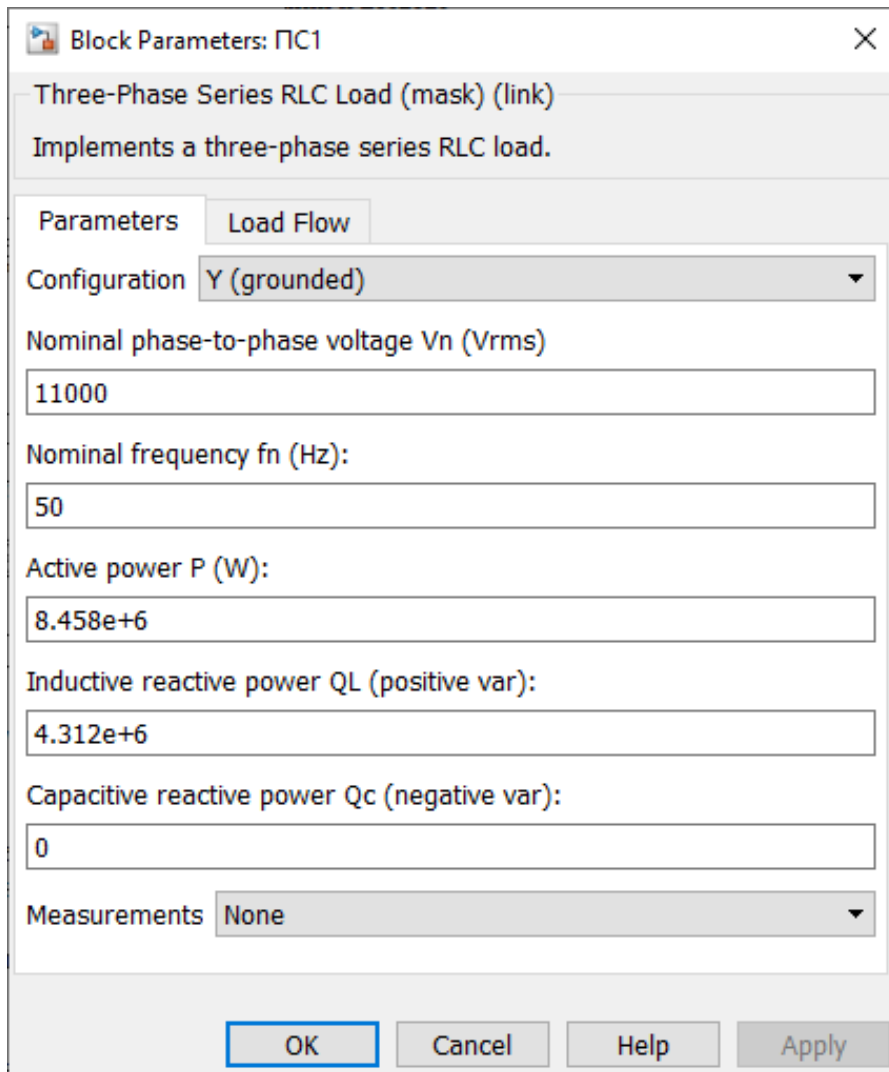 Block Parameters: ПС1
Three-Phase Series RLC Load (mask) (link)
Implements a three-phase series RLC load.
Parameters Load Flow
Configuration Y (grounded)
Nominal phase-to-phase voltage Vn (Vrms)
11000
Nominal frequency fn (Hz):
50
Active power P (W):
8.458e+6
Inductive reactive power QL (positive var):
4.312e+6
Capacitive reactive power Qc (negative var):
0
Measurements None
OK Cancel Help Apply